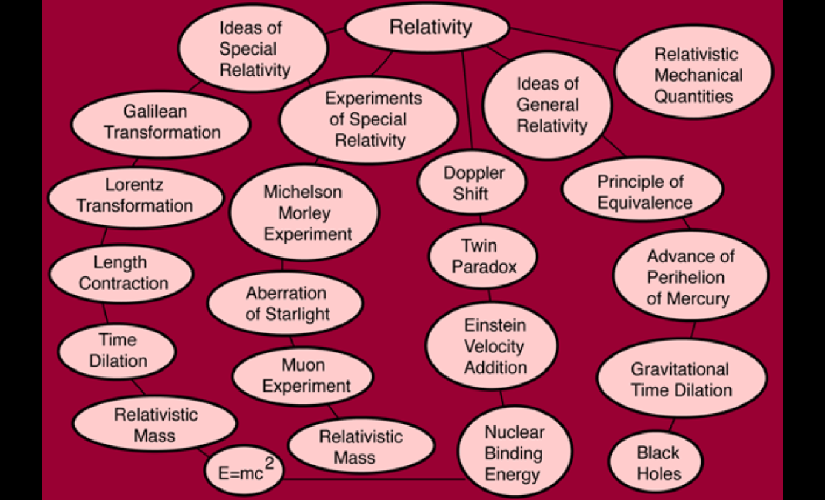 Relativity
Ideas of
Special
Relativity
Galilean
Transformation
Lorentz
Transformation
Length
Contraction
Time
Dilation
Relativistic
Mass
E=mc²
Experiments
of Special
Relativity
Michelson
Morley
Experiment
Aberration
of Starlight
Muon
Experiment
Relativistic
Mass
Doppler
Shift
Twin
Paradox
Einstein
Velocity
Addition
Nuclear
Binding
Energy
Ideas of
General
Relativity
Principle of
Equivalence
Advance of
Perihelion
of Mercury
Gravitational
Time Dilation
Black
Holes
Relativistic
Mechanical
Quantities